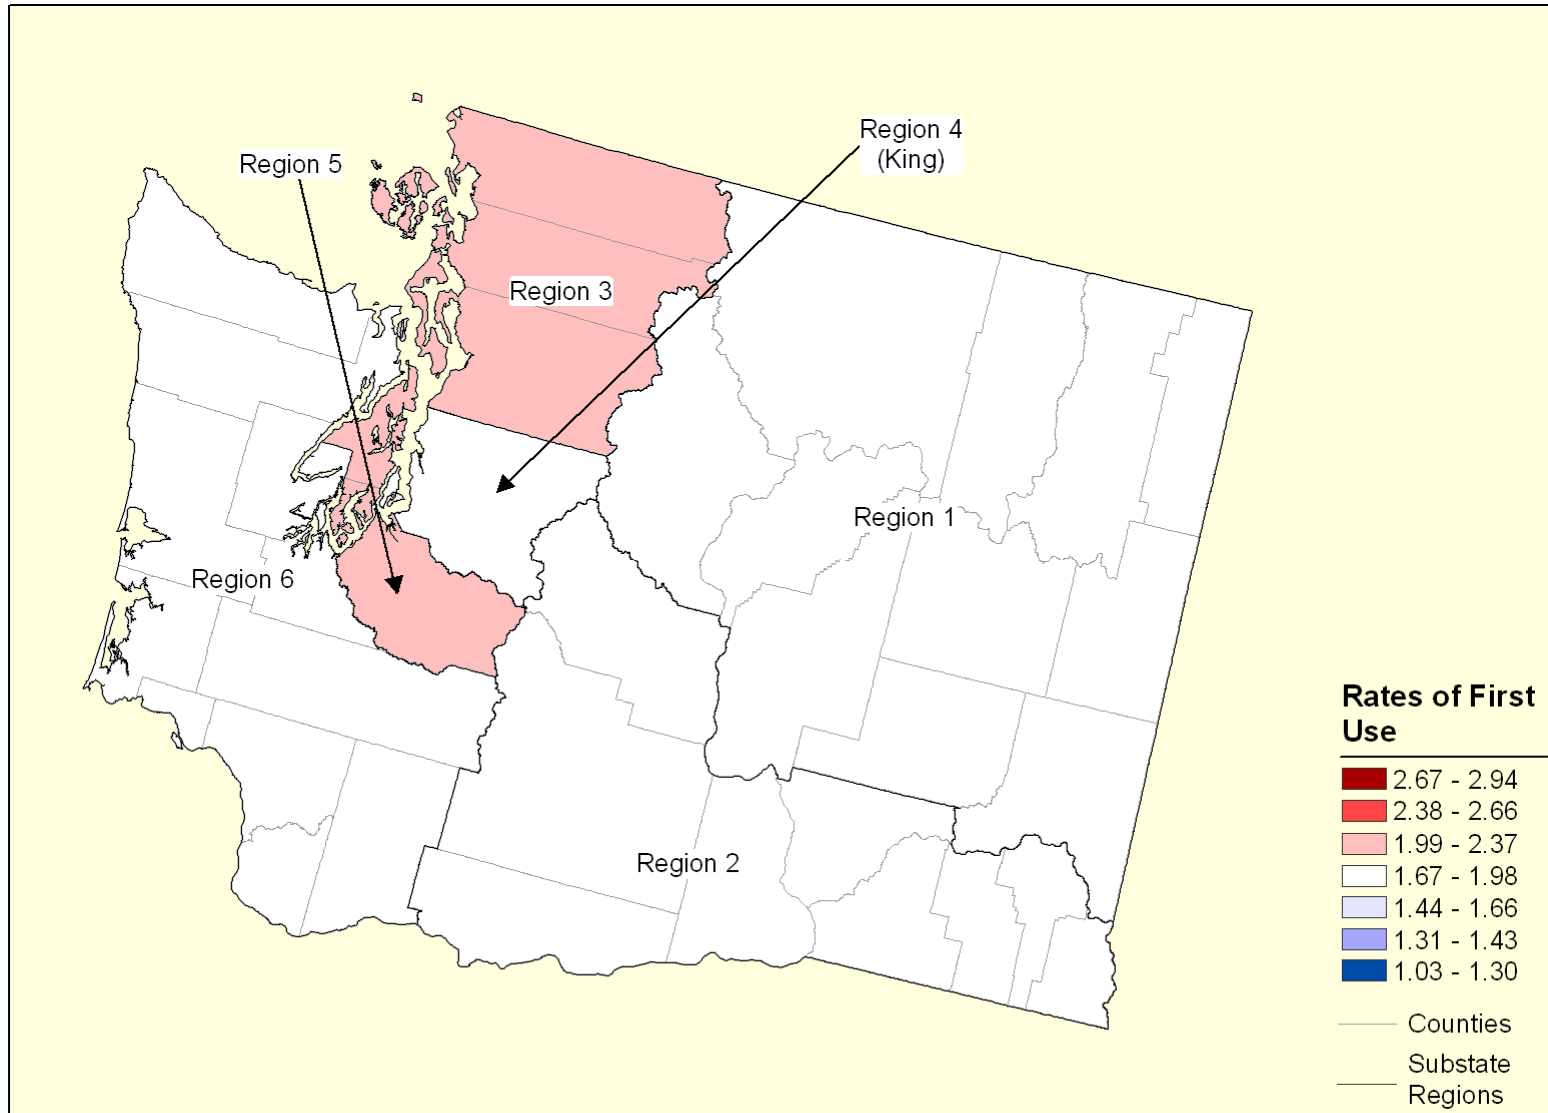 Region 4
(King)
Region 5
Region 3
Region 1
Region 6
Region 2
Rates of First
Use
2.67 - 2.94
2.38 - 2.66
1.99 - 2.37
1.67 - 1.98
1.44 - 1.66
1.31 - 1.43
1.03 - 1.30
Counties
Substate
Regions